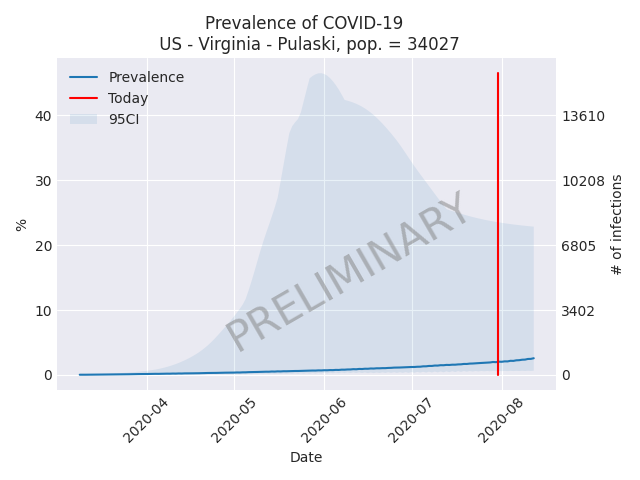 Prevalence of COVID-19
US - Virginia - Pulaski, pop. = 34027
Prevalence
Today
95CI
%
40
30
20
10
0
13610
10208
6805
3402
0
# of infections
PRELIMINARY
2020-04
2020-05
2020-06
2020-07
2020-08
Date